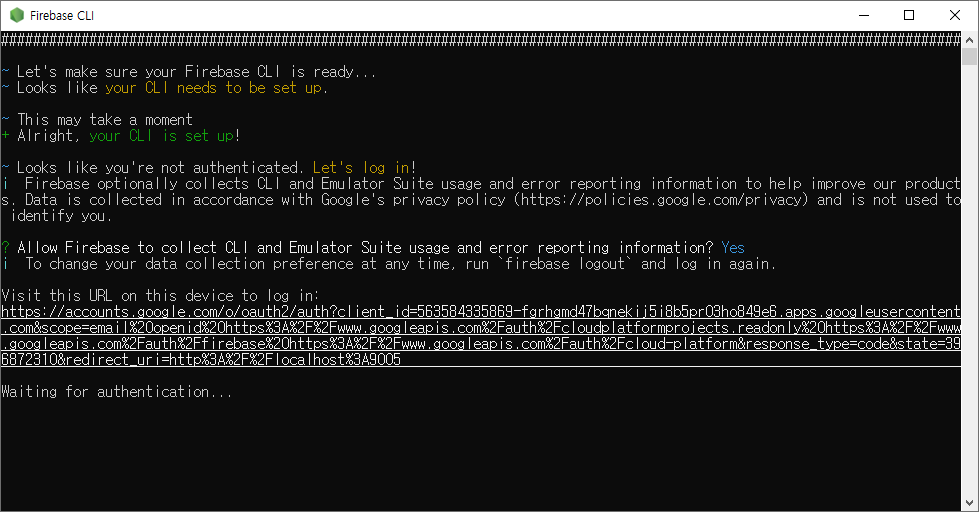 Firebase CLI
########################################################################################################################
~ Let's make sure your Firebase CLI is ready...
~ Looks like your CLI needs to be set up.
~ This may take a moment
+ Alright, your CLI is set up!
~ Looks like you're not authenticated. Let's log in!
i  Firebase optionally collects CLI and Emulator Suite usage and error reporting information to help improve our product
s. Data is collected in accordance with Google's privacy policy (https://policies.google.com/privacy) and is not used to
 identify you.
? Allow Firebase to collect CLI and Emulator Suite usage and error reporting information? Yes
i  To change your data collection preference at any time, run `firebase logout` and log in again.
Visit this URL on this device to log in:
https://accounts.google.com/o/oauth2/auth?client_id=563584335869-fgrhgmd47bqnekij5i8b5pr03ho849e6.apps.googleusercontent
.com&scope=email%20openid%20https%3A%2F%2Fwww.googleapis.com%2Fauth%2Fcloudplatformprojects.readonly%20https%3A%2F%2Fwww
.googleapis.com%2Fauth%2Ffirebase%20https%3A%2F%2Fwww.googleapis.com%2Fauth%2Fcloud-platform&response_type=code&state=39
6872310&redirect_uri=http%3A%2F%2Flocalhost%3A9005
Waiting for authentication...